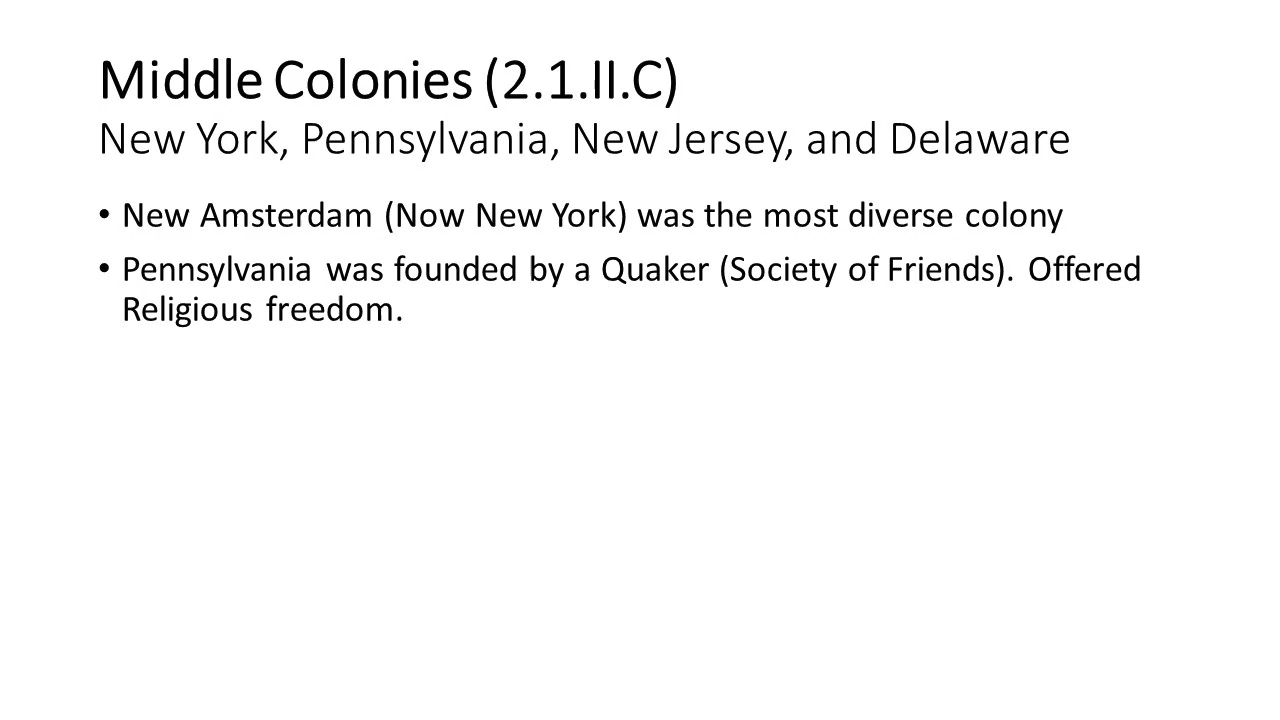 Middle Colonies (2.1.II.C)
New York, Pennsylvania, New Jersey, and Delaware
• New Amsterdam (Now New York) was the most diverse colony
• Pennsylvania was founded by a Quaker (Society of Friends). Offered
Religious freedom.